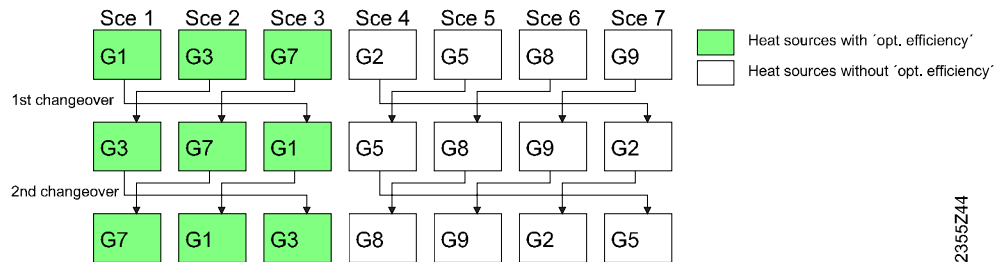 Sce 1 Sce 2 Sce 3 Sce 4 Sce 5 Sce 6 Sce 7
G1 G3 G7 G2 G5 G8 G9
Heat sources with ´opt. efficiency´
Heat sources without ´opt. efficiency´
1st changeover
G3 G7 G1 G5 G8 G9 G2
2nd changeover
G7 G1 G3 G8 G9 G2 G5
2355Z44